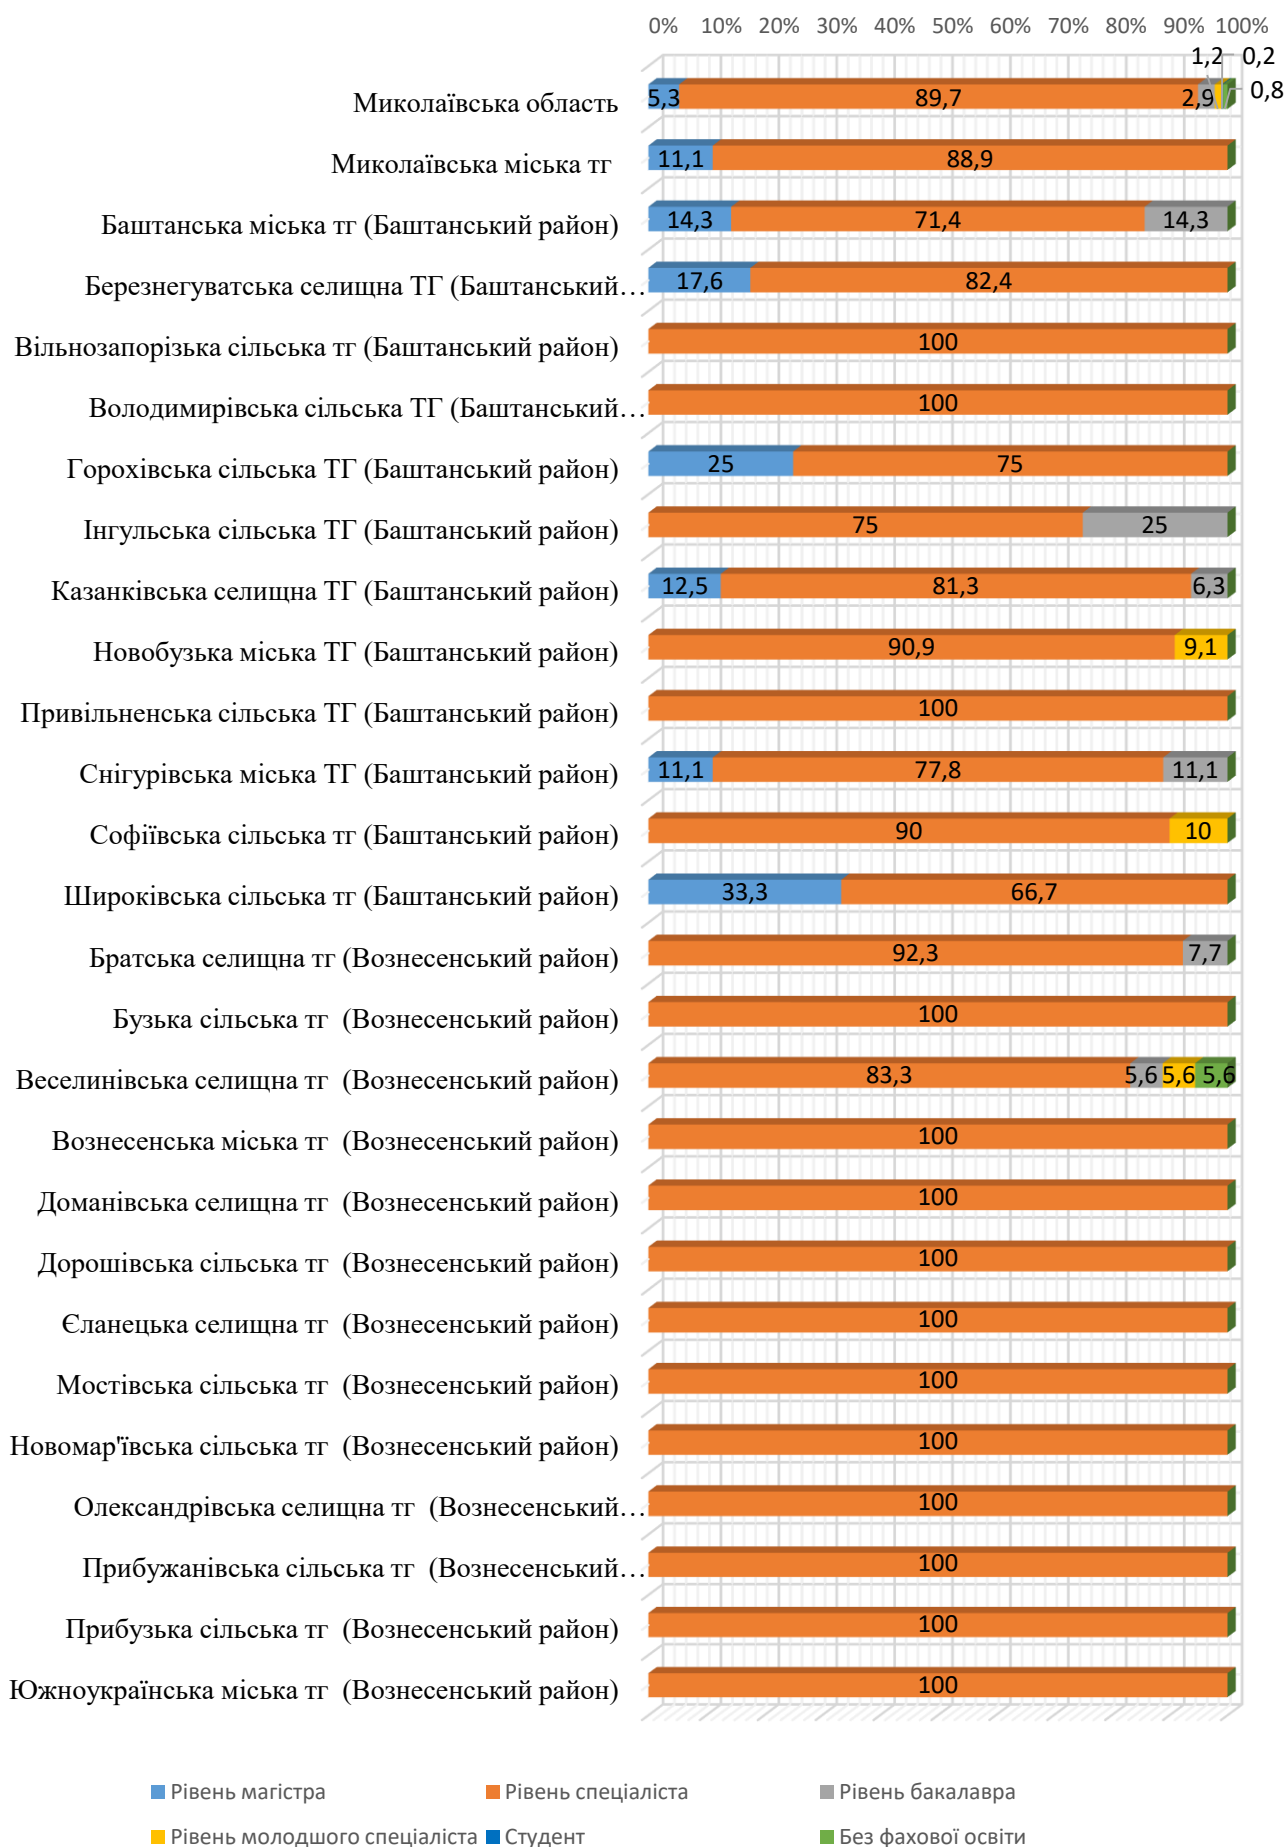 0% 10% 20% 30% 40% 50% 60% 70% 80% 90% 100%
1,2 0,2
Миколаївська область 5,3 89,7 2,9 0,8
Миколаївська міська тг 11,1 88,9
Баштанська міська тг (Баштанський район) 14,3 71,4 14,3
Березнегуватська селищна ТГ (Баштанський… 17,6 82,4
Вільнозапорізька сільська тг (Баштанський район) 100
Володимирівська сільська ТГ (Баштанський… 100
Горохівська сільська ТГ (Баштанський район) 25 75
Інгульська сільська ТГ (Баштанський район) 75 25
Казанківська селищна ТГ (Баштанський район) 12,5 81,3 6,3
Новобузька міська ТГ (Баштанський район) 90,9 9,1
Привільненська сільська ТГ (Баштанський район) 100
Снігурівська міська ТГ (Баштанський район) 11,1 77,8 11,1
Софіївська сільська тг (Баштанський район) 90 10
Широківська сільська тг (Баштанський район) 33,3 66,7
Братська селищна тг (Вознесенський район) 92,3 7,7
Бузька сільська тг (Вознесенський район) 100
Веселинівська селищна тг (Вознесенський район) 83,3 5,6 5,6 5,6
Вознесенська міська тг (Вознесенський район) 100
Доманівська селищна тг (Вознесенський район) 100
Дорошівська сільська тг (Вознесенський район) 100
Єланецька селищна тг (Вознесенський район) 100
Мостівська сільська тг (Вознесенський район) 100
Новомар'ївська сільська тг (Вознесенський район) 100
Олександрівська селищна тг (Вознесенський… 100
Прибужанівська сільська тг (Вознесенський… 100
Прибузька сільська тг (Вознесенський район) 100
Южноукраїнська міська тг (Вознесенський район) 100
Рівень магістра Рівень спеціаліста Рівень бакалавра
Рівень молодшого спеціаліста Студент Без фахової освіти